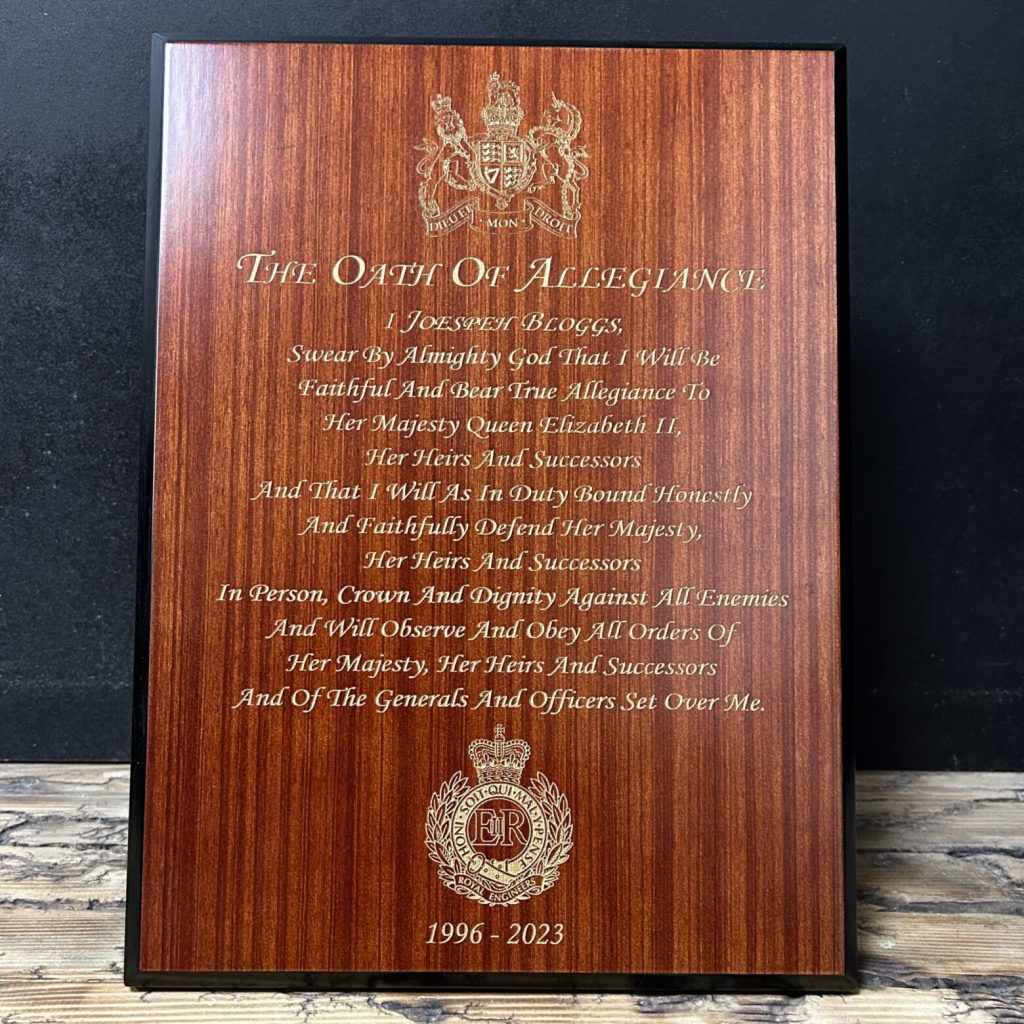 DIEU ET MON DROIT
THE OATH OF ALLEGIANCE
I JOESPEH BLOGGS,
Swear By Almighty God That I Will Be
Faithful And Bear True Allegiance To
Her Majesty Queen Elizabeth II,
Her Heirs And Successors
And That I Will As In Duty Bound Honestly
And Faithfully Defend Her Majesty,
Her Heirs And Successors
In Person, Crown And Dignity Against All Enemies
And Will Observe And Obey All Orders Of
Her Majesty, Her Heirs And Successors
And Of The Generals And Officers Set Over Me.
HONI·SOIT·QUI·MAL·Y·PENSE
EIIR
ROYAL ENGINEERS
1996 - 2023